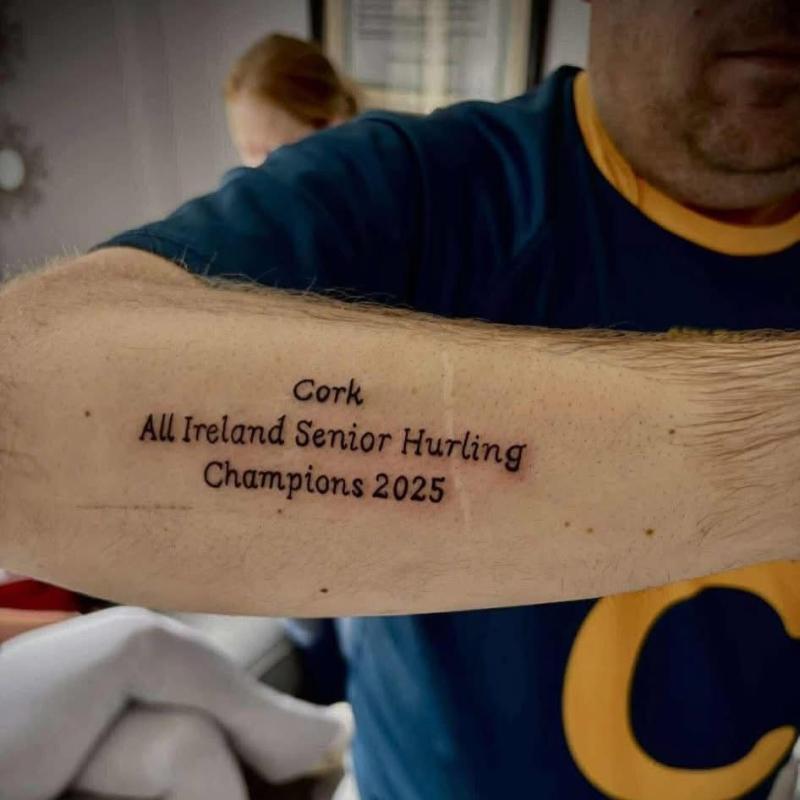 Cork
All Ireland Senior Hurling
Champions 2025